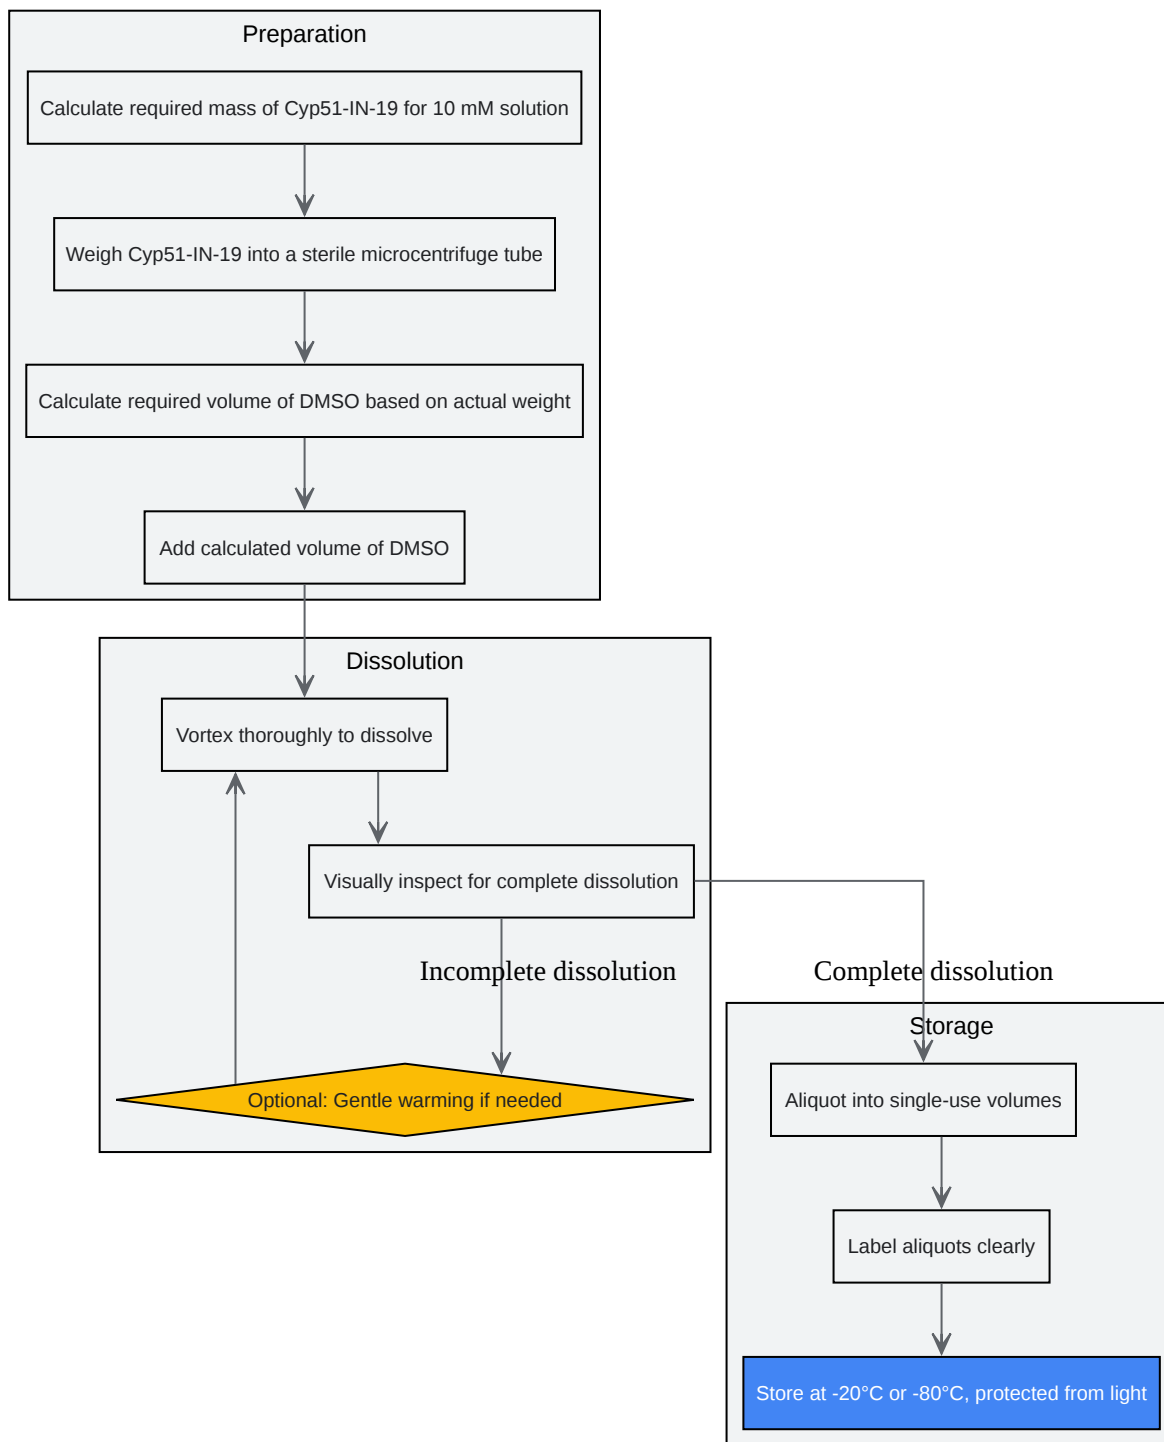 Preparation
Calculate required mass of Cyp51-IN-19 for 10 mM solution
Weigh Cyp51-IN-19 into a sterile microcentrifuge tube
Calculate required volume of DMSO based on actual weight
Add calculated volume of DMSO
Dissolution
Vortex thoroughly to dissolve
Visually inspect for complete dissolution
Incomplete dissolution
Complete dissolution
Optional: Gentle warming if needed
Storage
Aliquot into single-use volumes
Label aliquots clearly
Store at -20°C or -80°C, protected from light